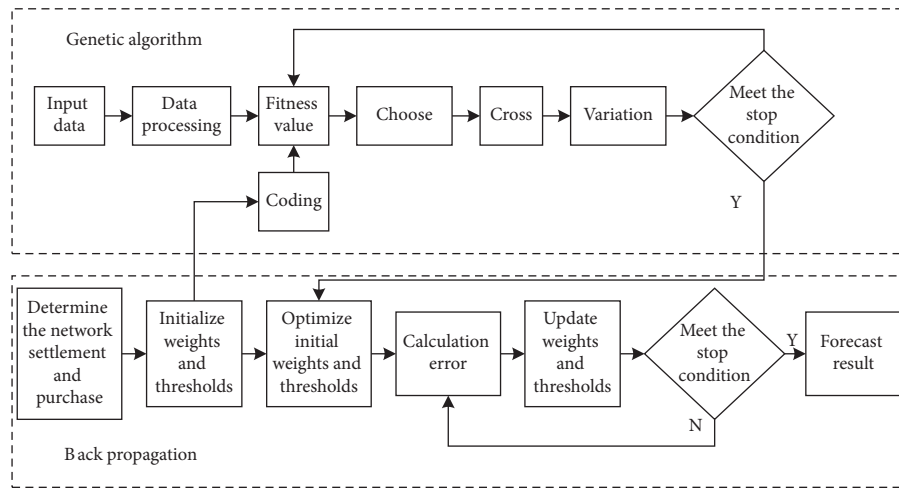 Genetic algorithm
Input
data
Data
processing
Fitness
value
Choose
Cross
Variation
Meet the
stop
condition
Coding
Y
Determine
the network
settlement
and
purchase
Initialize
weights
and
thresholds
Optimize
initial
weights and
thresholds
Calculation
error
Update
weights
and
thresholds
Meet the
stop
condition
Y
Forecast
result
N
Back propagation